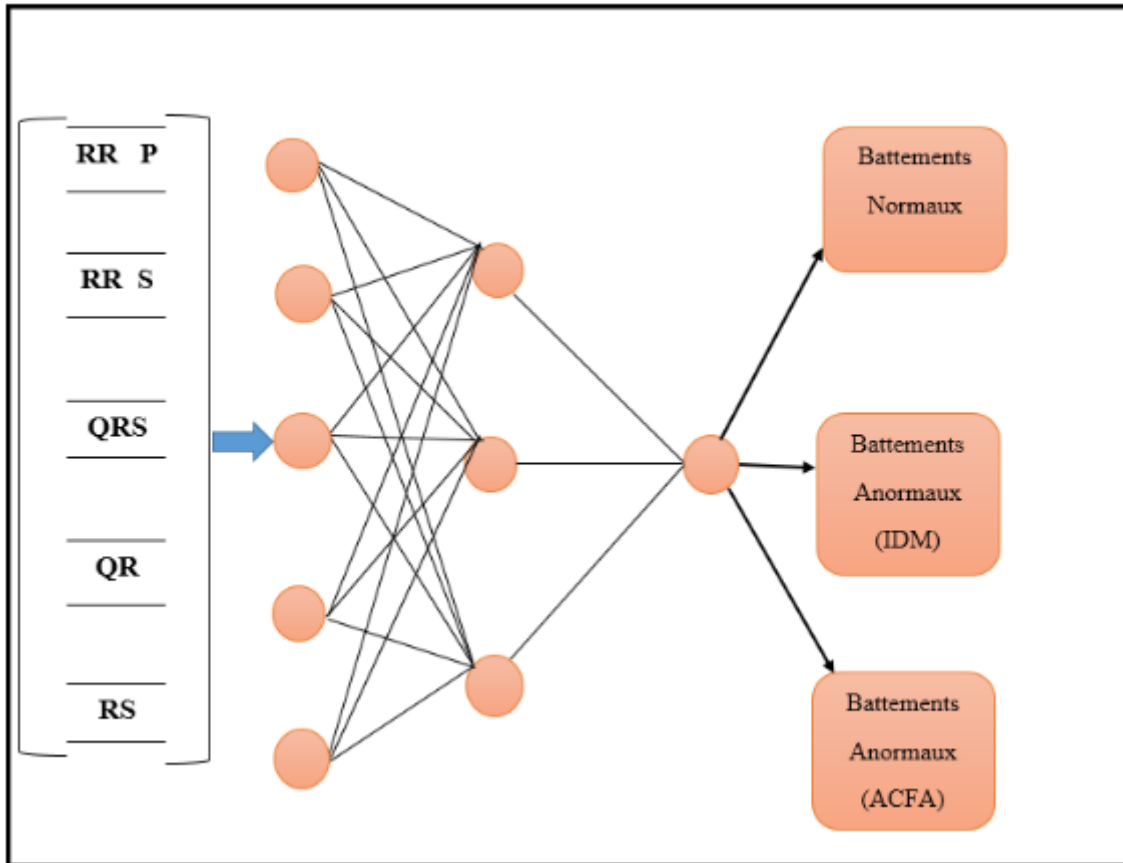 RR P
RR S
QRS
QR
RS
Battements
Normaux
Battements
Anormaux
(IDM)
Battements
Anormaux
(ACFA)